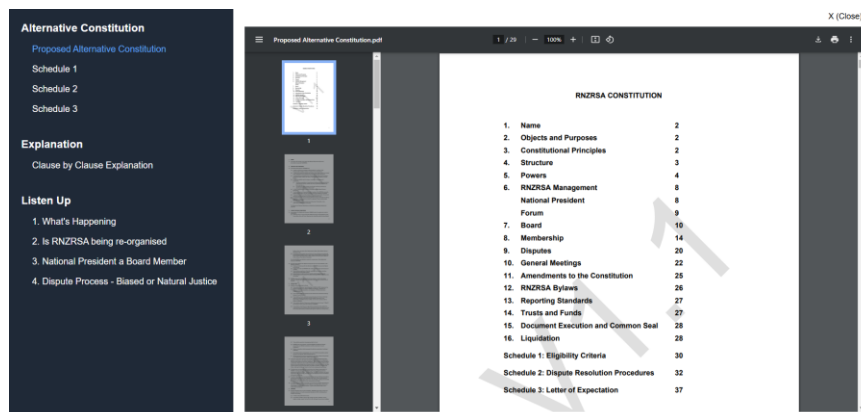 X (Close)
Alternative Constitution
Proposed Alternative Constitution
Schedule 1
Schedule 2
Schedule 3
Explanation
Clause by Clause Explanation
Listen Up
1. What's Happening
2. Is RNZRSA being re-organised
3. National President a Board Member
4. Dispute Process - Biased or Natural Justice
Proposed Alternative Constitution.pdf
1 / 29
100%
1
2
3
RNZRSA CONSTITUTION
1. Name 2
2. Objects and Purposes 2
3. Constitutional Principles 2
4. Structure 3
5. Powers 4
6. RNZRSA Management 8
National President 8
Forum 9
7. Board 10
8. Membership 14
9. Disputes 20
10. General Meetings 22
11. Amendments to the Constitution 25
12. RNZRSA Bylaws 26
13. Reporting Standards 27
14. Trusts and Funds 27
15. Document Execution and Common Seal 28
16. Liquidation 28
Schedule 1: Eligibility Criteria 30
Schedule 2: Dispute Resolution Procedures 32
Schedule 3: Letter of Expectation 37
V1.1